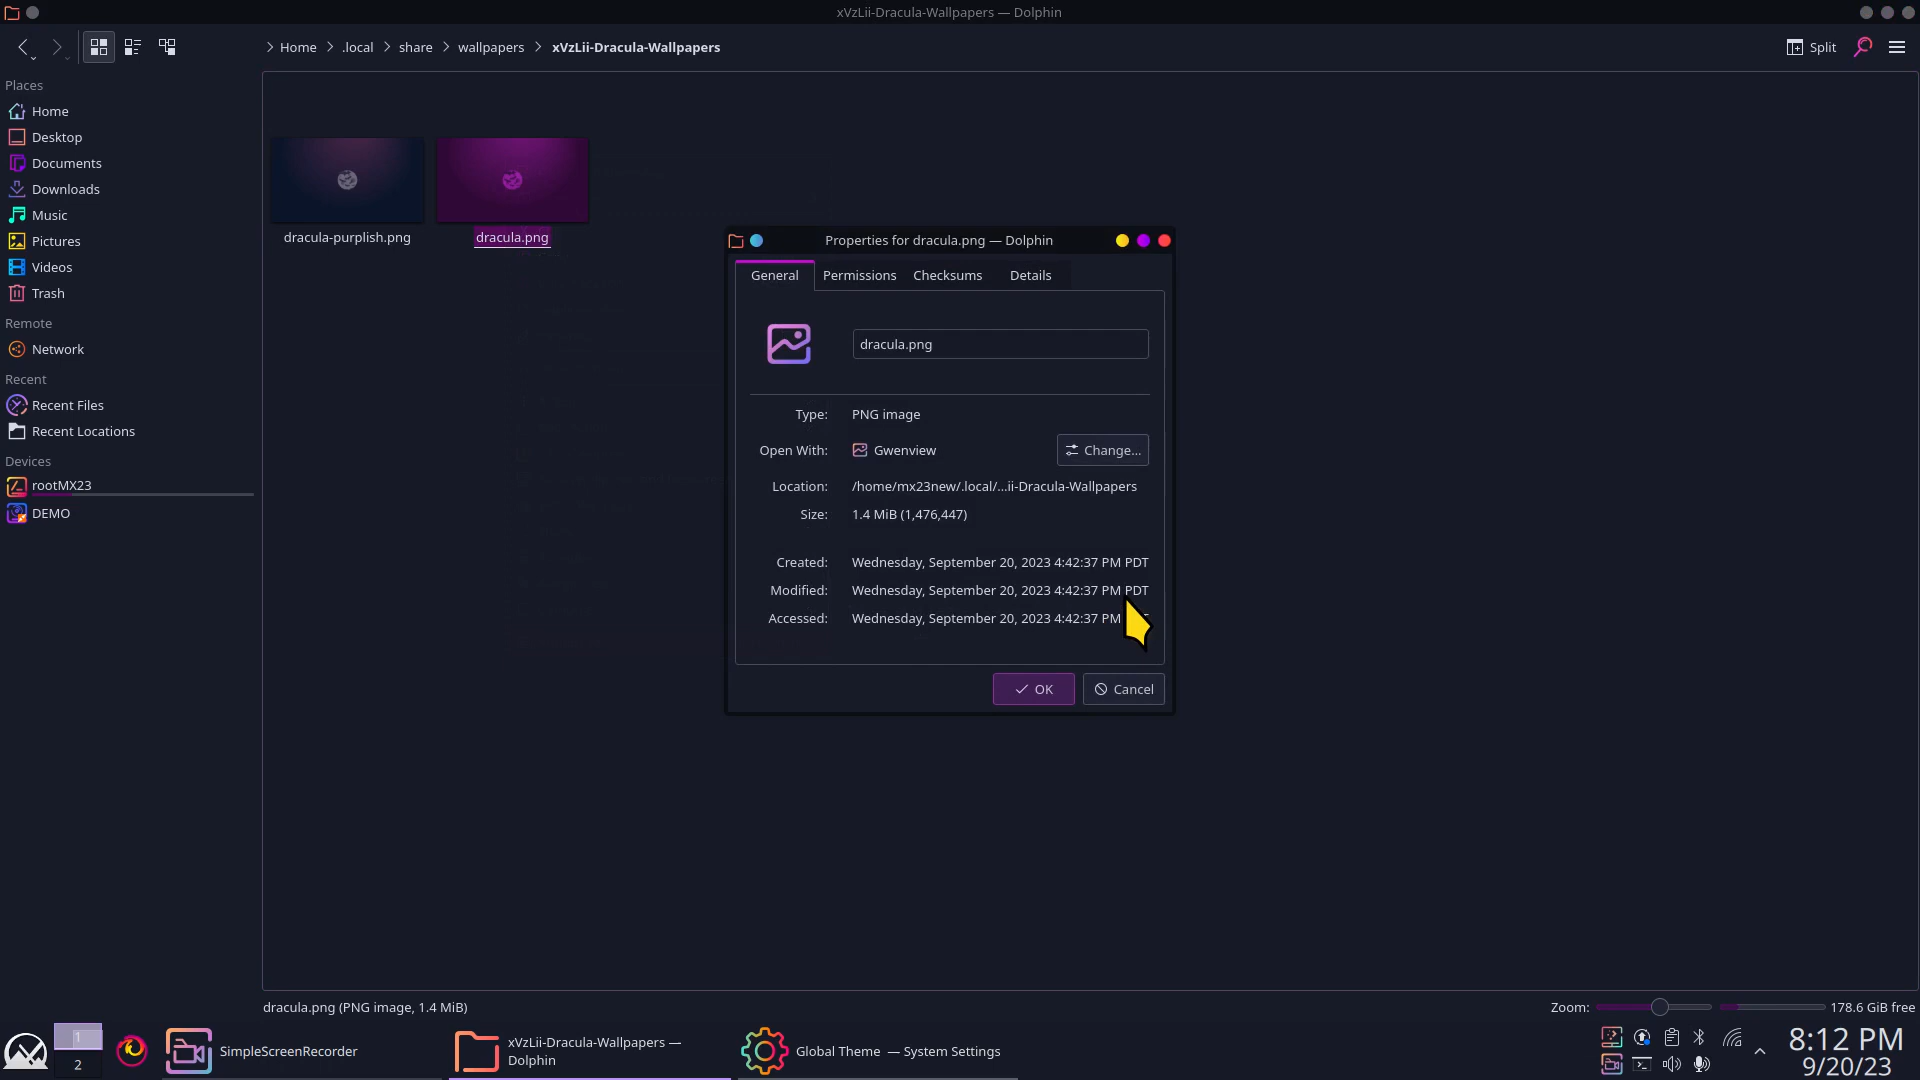 xVzLii-Dracula-Wallpapers — Dolphin
Home .local share wallpapers xVzLii-Dracula-Wallpapers
Split
Places
Home
Desktop
Documents
Downloads
Music
Pictures
Videos
Trash
Remote
Network
Recent
Recent Files
Recent Locations
Devices
rootMX23
DEMO
dracula-purplish.png
dracula.png
Properties for dracula.png — Dolphin
General Permissions Checksums Details
dracula.png
Type: PNG image
Open With: Gwenview Change...
Location: /home/mx23new/.local/...ii-Dracula-Wallpapers
Size: 1.4 MiB (1,476,447)
Created: Wednesday, September 20, 2023 4:42:37 PM PDT
Modified: Wednesday, September 20, 2023 4:42:37 PM PDT
Accessed: Wednesday, September 20, 2023 4:42:37 PM
OK Cancel
dracula.png (PNG image, 1.4 MiB)
Zoom: 178.6 GiB free
1
2
SimpleScreenRecorder
xVzLii-Dracula-Wallpapers —
Dolphin
Global Theme — System Settings
8:12 PM
9/20/23